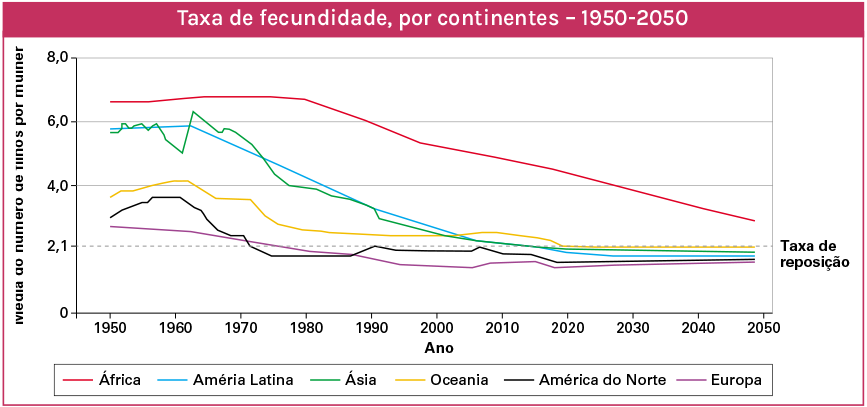 Taxa de fecundidade, por continentes – 1950-2050
Média do número de filhos por mulher
8,0
6,0
4,0
2,1
0
Taxa de
reposição
1950 1960 1970 1980 1990 2000 2010 2020 2030 2040 2050
Ano
África Améria Latina Ásia Oceania América do Norte Europa